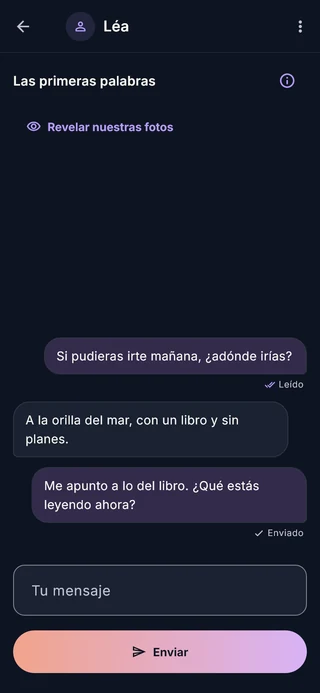 Léa
Las primeras palabras
Revelar nuestras fotos
Si pudieras irte mañana, ¿adónde irías?
Leído
A la orilla del mar, con un libro y sin
planes.
Me apunto a lo del libro. ¿Qué estás
leyendo ahora?
Enviado
Tu mensaje
Enviar